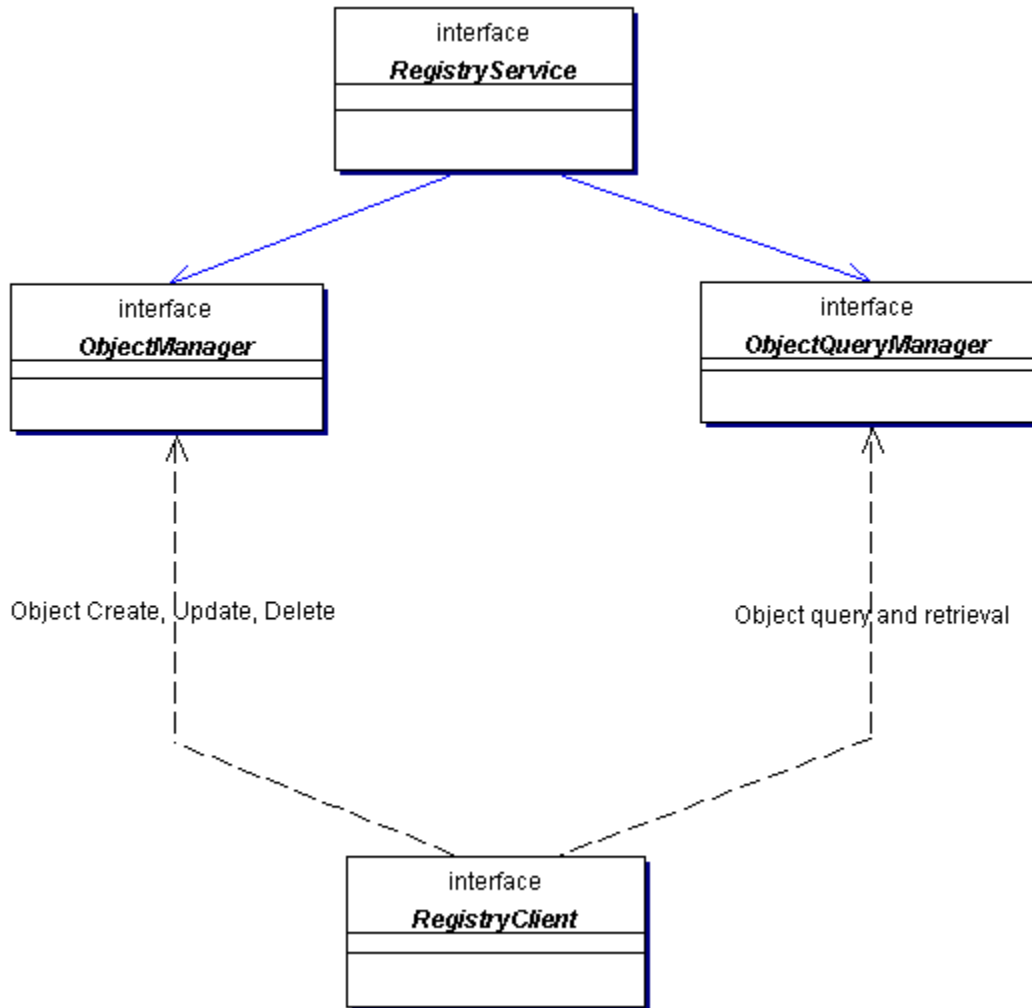 interface
RegistryService
interface
ObjectManager
interface
ObjectQueryManager
Object Create, Update, Delete
Object query and retrieval
interface
RegistryClient